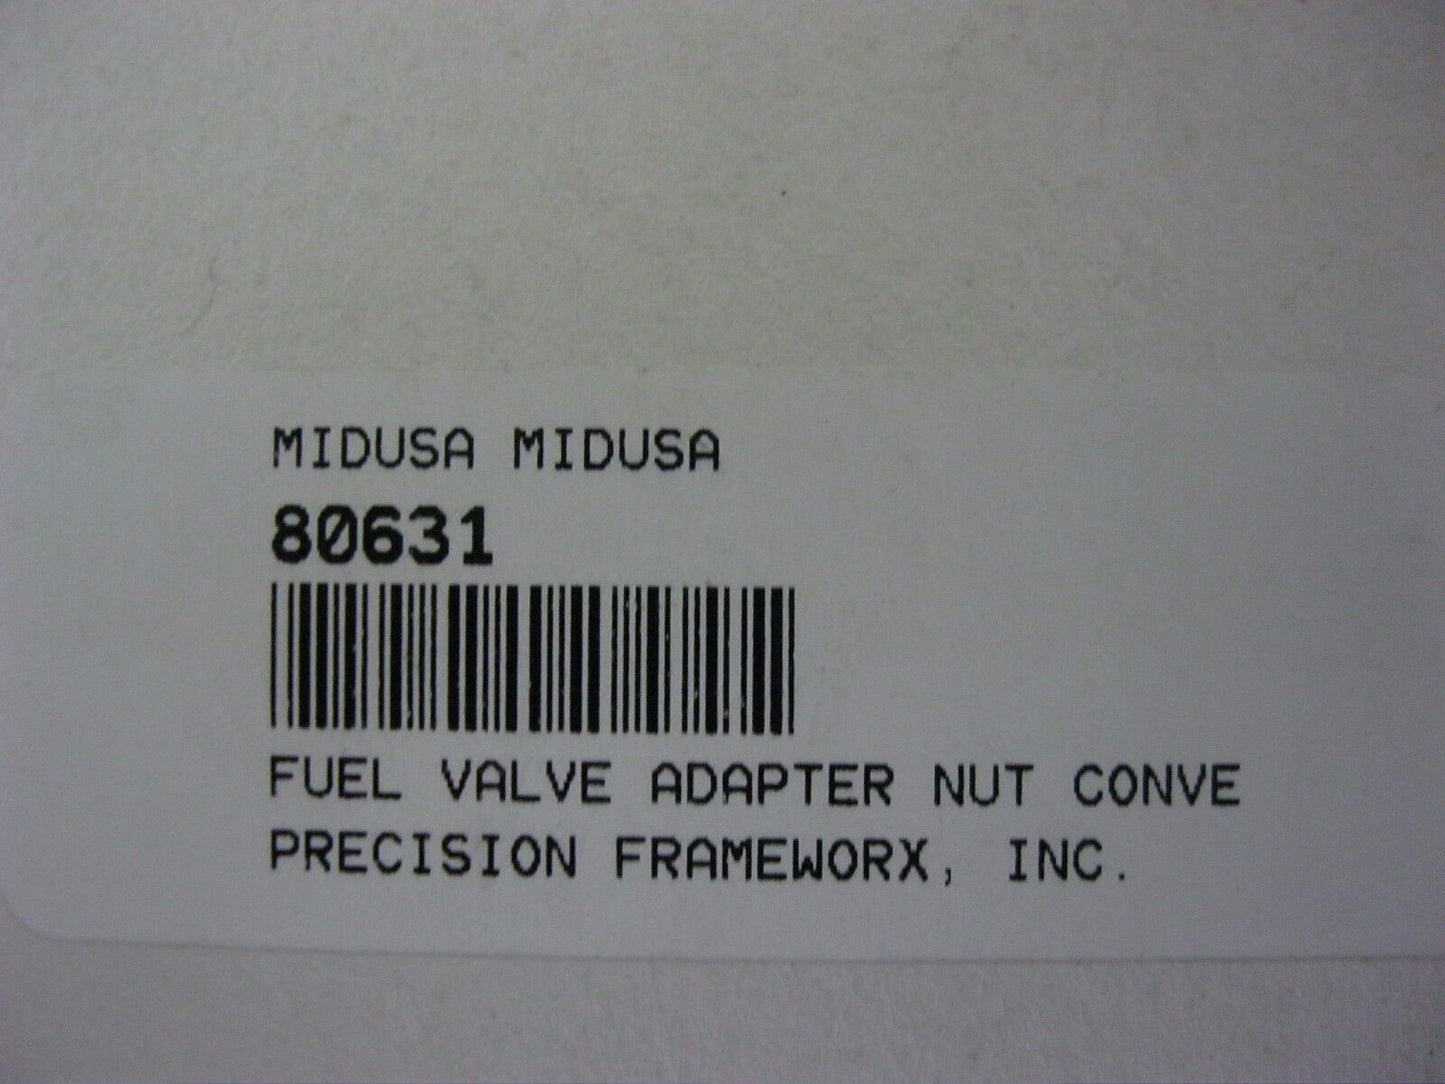 MIDUSA MIDUSA
80631
FUEL VALVE ADAPTER NUT CONVE
PRECISION FRAMEWORX, INC.